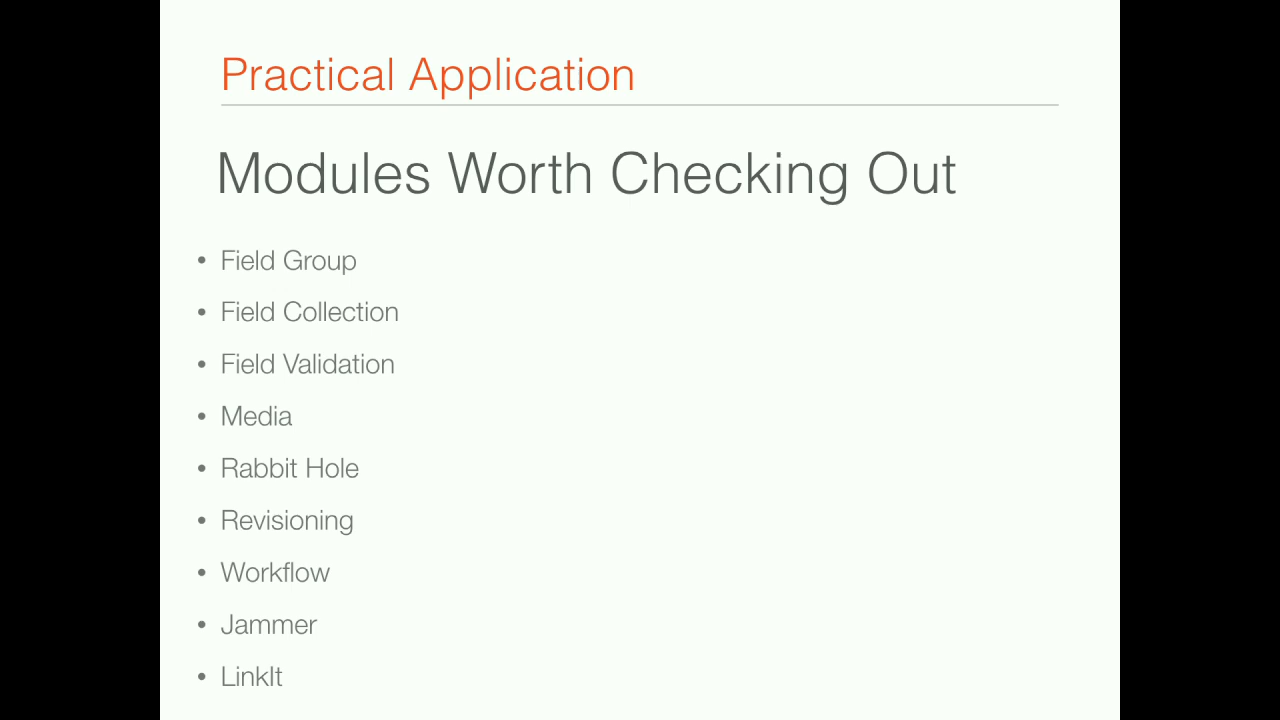 Practical Application
Modules Worth Checking Out
• Field Group
• Field Collection
• Field Validation
• Media
• Rabbit Hole
• Revisioning
• Workflow
• Jammer
• LinkIt